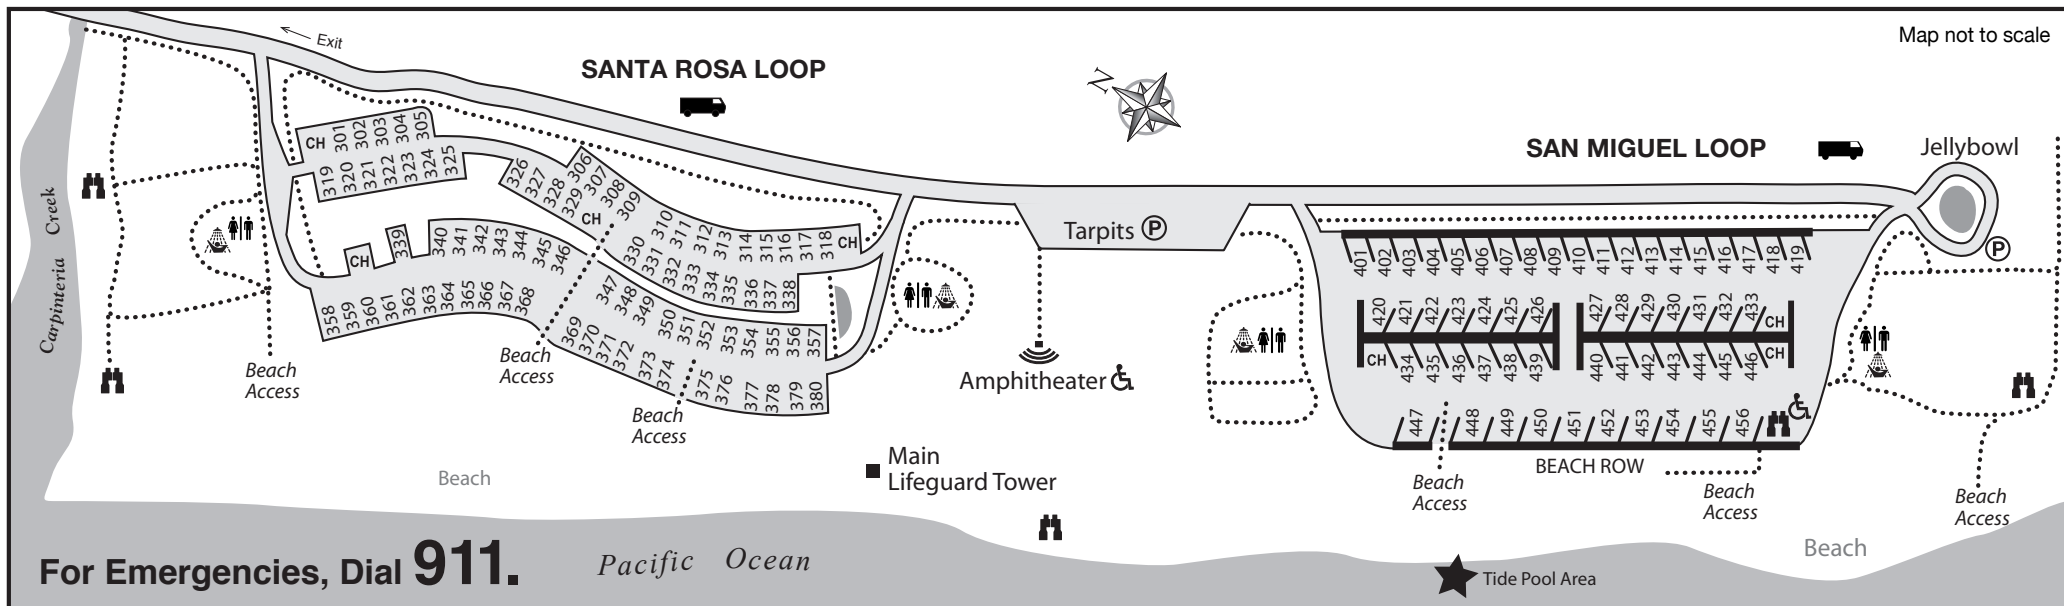 Map not to scale
Exit
SANTA ROSA LOOP
N
SAN MIGUEL LOOP
Jellybowl
CH 301 302 303 304 305
319 320 321 322 323 324 325
326 327 328 329 CH
306 307 308 309 310 311 312 313 314 315 316 317 318 CH
330 331 332 333 334 335 336 337 338
CH 339 340 341 342 343 344 345 346
347 348 349 350 351 352 353 354 355 356 357
358 359 360 361 362 363 364 365 366 367 368
369 370 371 372 373 374 375 376 377 378 379 380
Tarpits P
P
401 402 403 404 405 406 407 408 409 410 411 412 413 414 415 416 417 418 419
420 421 422 423 424 425 426
427 428 429 430 431 432 433 CH
CH 434 435 436 437 438 439
440 441 442 443 444 445 446 CH
447 448 449 450 451 452 453 454 455 456
BEACH ROW
Carpinteria Creek
Beach
Access
Beach
Access
Beach
Access
Amphitheater
Main
Lifeguard Tower
Beach
Access
Beach
Access
Beach
Access
Beach
Beach
For Emergencies, Dial 911.
Pacific Ocean
Tide Pool Area